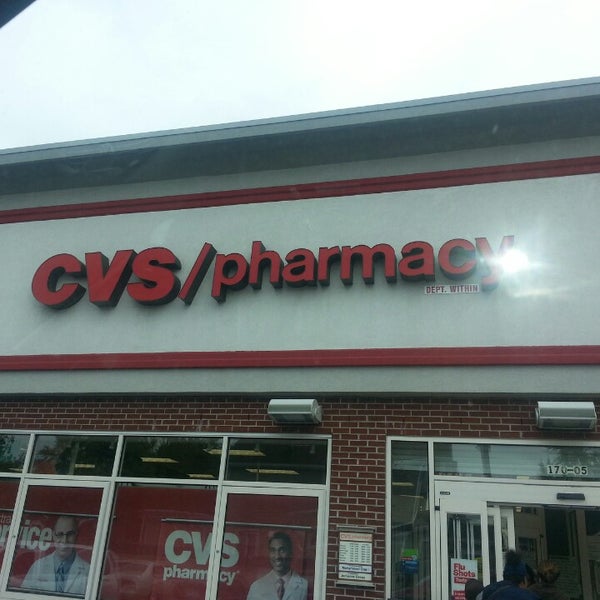 CVS/pharmacy
DEPT. WITHIN
170-05
CVS
pharmacy
Flu
Shots